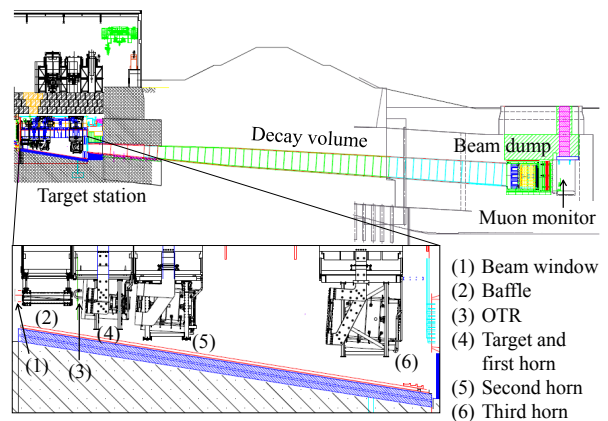 Decay volume
Beam dump
Target station
Muon monitor
(1) Beam window
(2) Baffle
(3) OTR
(4) Target and
first horn
(5) Second horn
(6) Third horn
(2)
(4)
(5)
(6)
(1)
(3)